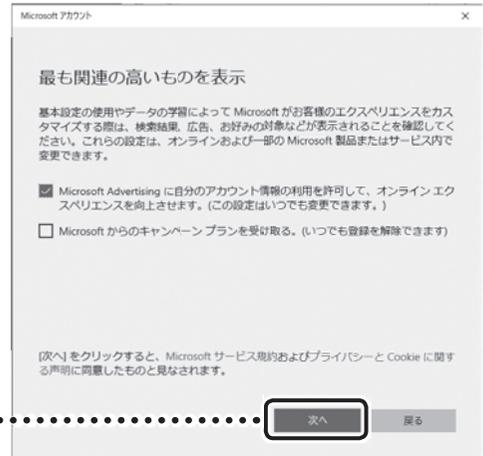 Microsoft アカウント
最も関連の高いものを表示
基本設定の使用やデータの学習によって Microsoft がお客様のエクスペリエンスをカス
タマイズする際は、検索結果、広告、お好みの対象などが表示されることを確認してく
ださい。これらの設定は、オンラインおよび一部の Microsoft 製品またはサービス内で
変更できます。
Microsoft Advertising に自分のアカウント情報の利用を許可して、オンライン エク
スペリエンスを向上させます。(この設定はいつでも変更できます。)
Microsoft からのキャンペーン プランを受け取る。(いつでも登録を解除できます)
[次へ] をクリックすると、Microsoft サービス規約およびプライバシーと Cookie に関す
る声明に同意したものと見なされます。
次へ 戻る